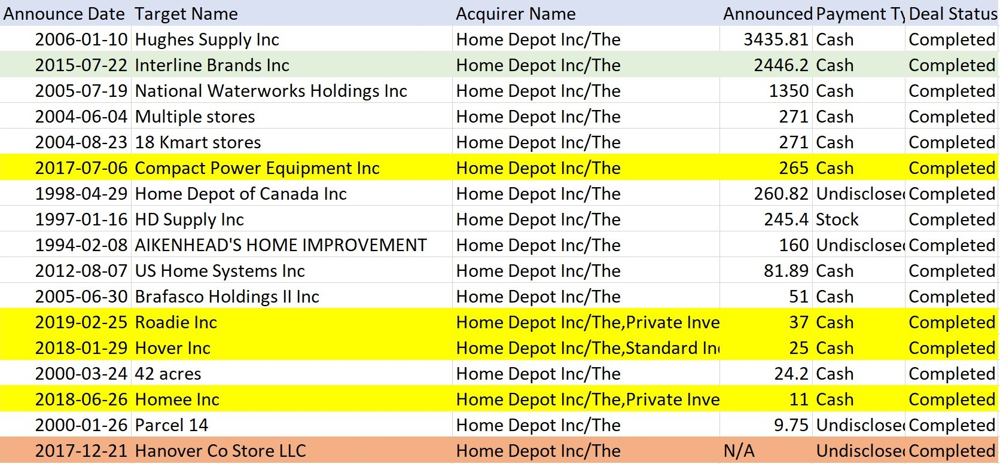 Announce Date Target Name Acquirer Name Announced Payment Ty Deal Status
2006-01-10 Hughes Supply Inc Home Depot Inc/The 3435.81 Cash Completed
2015-07-22 Interline Brands Inc Home Depot Inc/The 2446.2 Cash Completed
2005-07-19 National Waterworks Holdings Inc Home Depot Inc/The 1350 Cash Completed
2004-06-04 Multiple stores Home Depot Inc/The 271 Cash Completed
2004-08-23 18 Kmart stores Home Depot Inc/The 271 Cash Completed
2017-07-06 Compact Power Equipment Inc Home Depot Inc/The 265 Cash Completed
1998-04-29 Home Depot of Canada Inc Home Depot Inc/The 260.82 Undisclosed Completed
1997-01-16 HD Supply Inc Home Depot Inc/The 245.4 Stock Completed
1994-02-08 AIKENHEAD'S HOME IMPROVEMENT Home Depot Inc/The 160 Undisclosed Completed
2012-08-07 US Home Systems Inc Home Depot Inc/The 81.89 Cash Completed
2005-06-30 Brafasco Holdings II Inc Home Depot Inc/The 51 Cash Completed
2019-02-25 Roadie Inc Home Depot Inc/The,Private Inve 37 Cash Completed
2018-01-29 Hover Inc Home Depot Inc/The,Standard Ind 25 Cash Completed
2000-03-24 42 acres Home Depot Inc/The 24.2 Cash Completed
2018-06-26 Homee Inc Home Depot Inc/The,Private Inve 11 Cash Completed
2000-01-26 Parcel 14 Home Depot Inc/The 9.75 Undisclosed Completed
2017-12-21 Hanover Co Store LLC Home Depot Inc/The N/A Undisclosed Completed